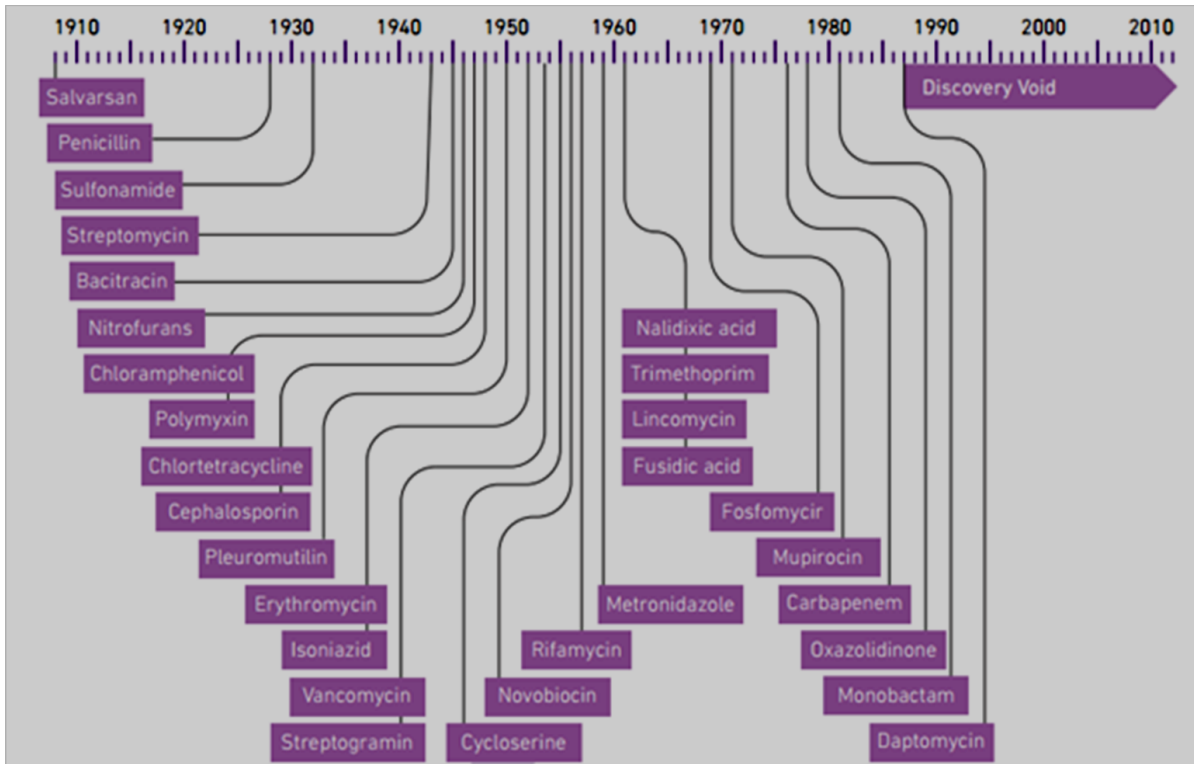 1910 1920 1930 1940 1950 1960 1970 1980 1990 2000 2010
Discovery Void
Salvarsan
Penicillin
Sulfonamide
Streptomycin
Bacitracin
Nitrofurans
Nalidixic acid
Chloramphenicol
Trimethoprim
Polymyxin
Lincomycin
Chlortetracycline
Fusidic acid
Cephalosporin
Fosfomycir
Pleuromutilin
Mupirocin
Erythromycin
Metronidazole
Carbapenem
Isoniazid
Rifamycin
Oxazolidinone
Vancomycin
Novobiocin
Monobactam
Streptogramin
Cycloserine
Daptomycin